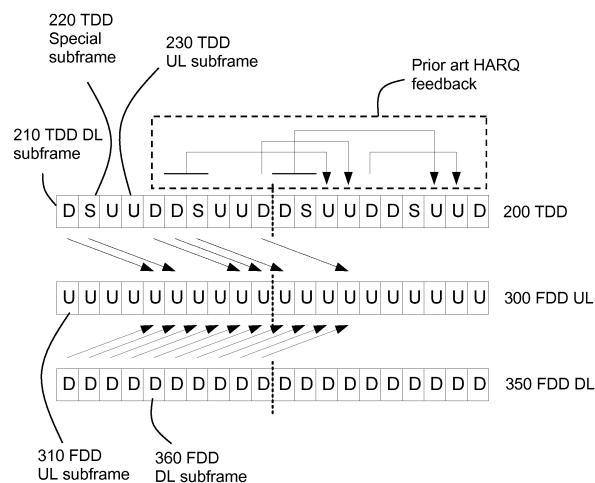 220 TDD
Special
subframe
230 TDD
UL subframe
Prior art HARQ
feedback
210 TDD DL
subframe
D S U U D D S U U D D S U U D D S U U D
200 TDD
U U U U U U U U U U U U U U U U U U U U
300 FDD UL
D D D D D D D D D D D D D D D D D D D D
350 FDD DL
310 FDD
UL subframe
360 FDD
DL subframe